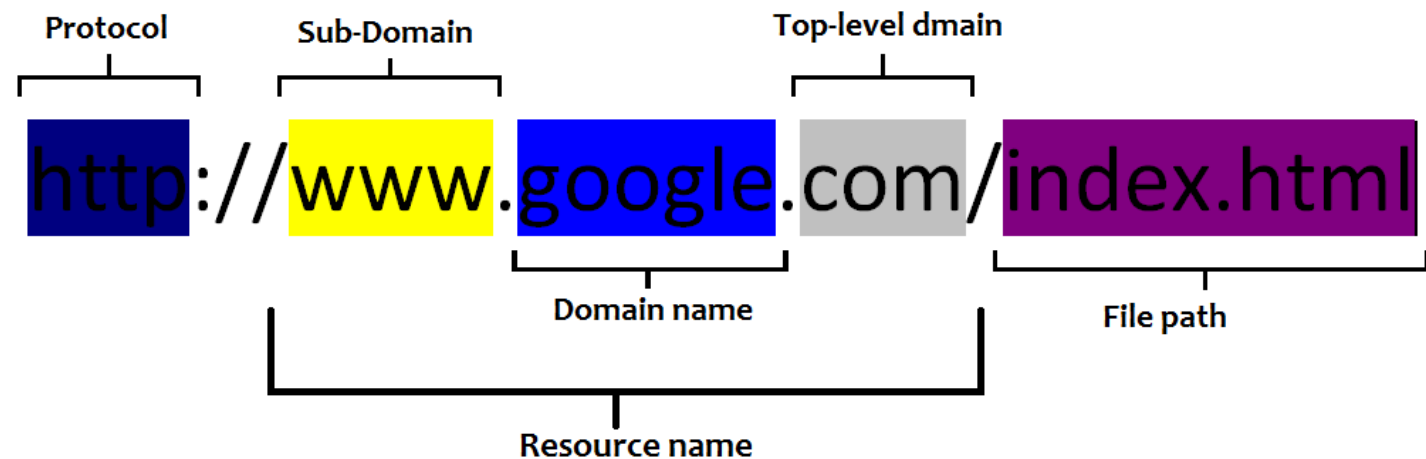 Protocol
Sub-Domain
Top-level dmain
http://www.google.com/index.html
Domain name
File path
Resource name